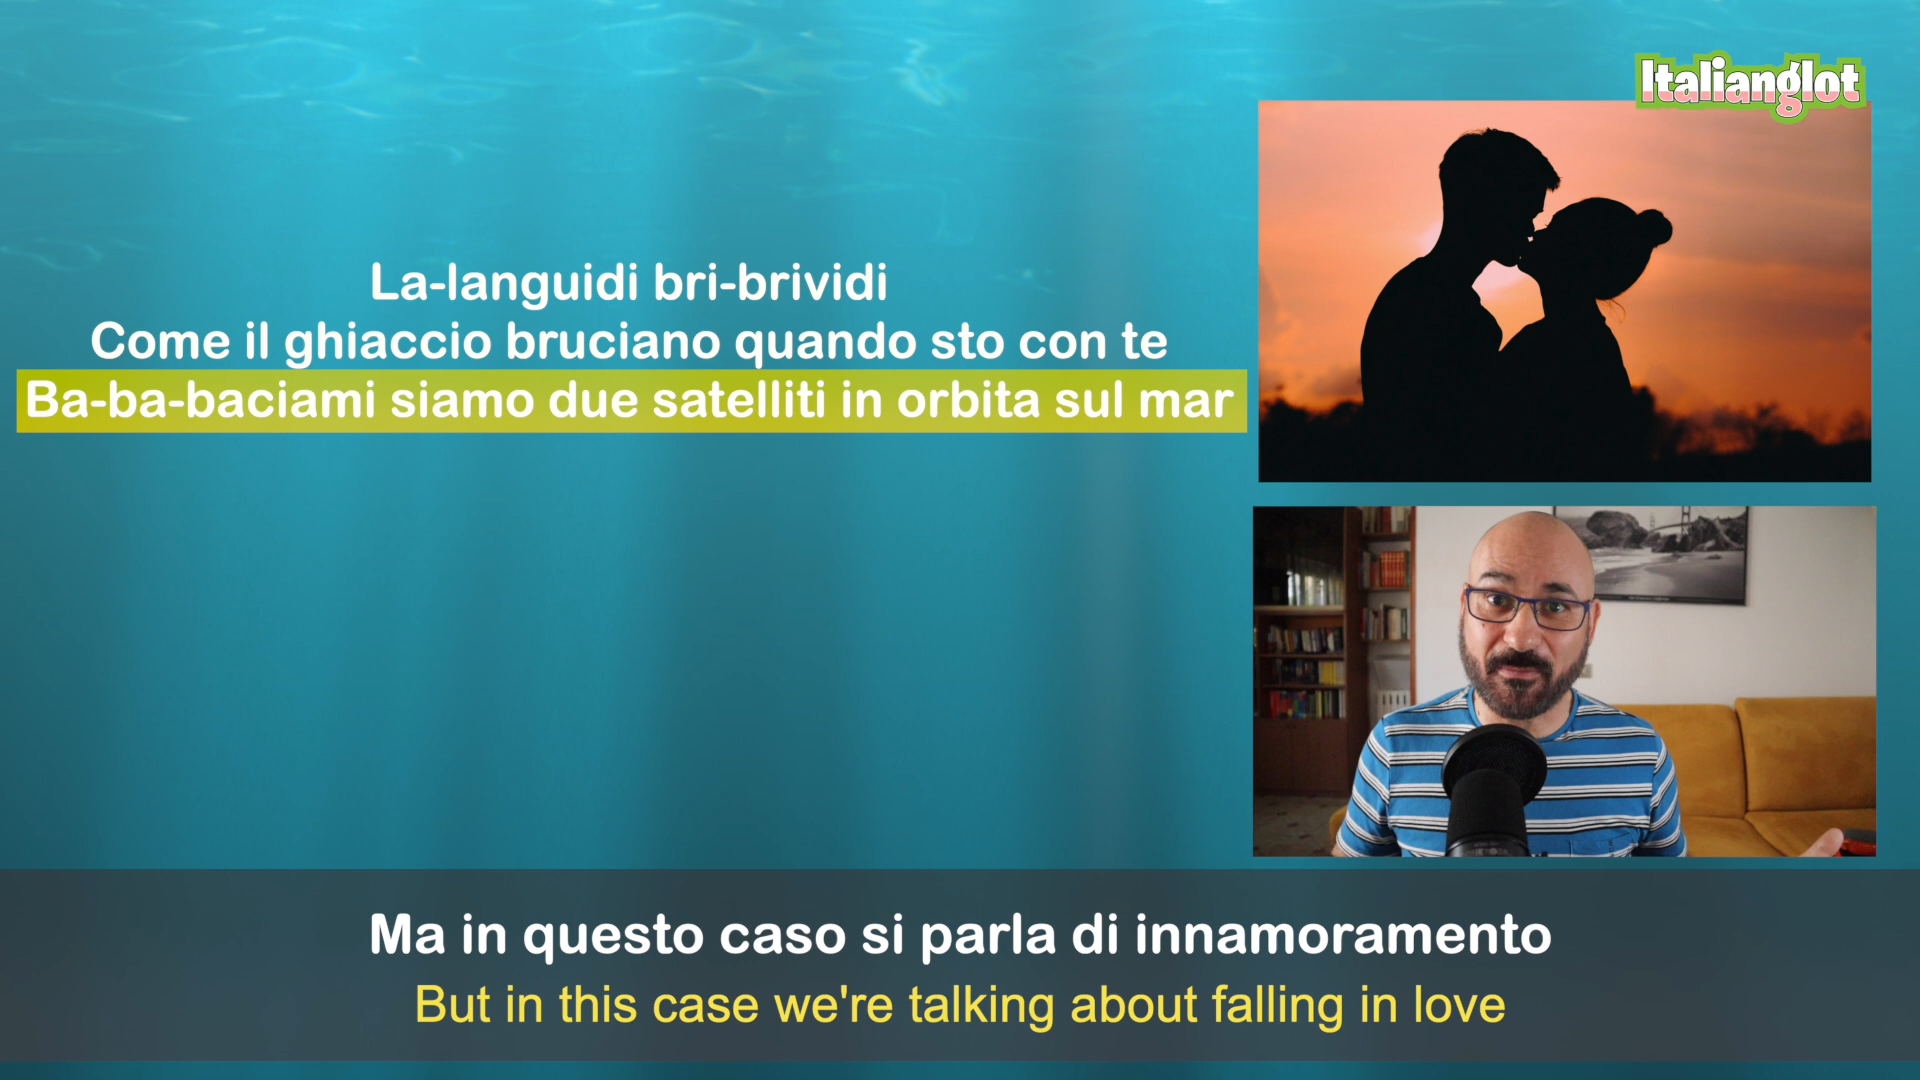 Italianglot
La-languidi bri-brividi
Come il ghiaccio bruciano quando sto con te
Ba-ba-baciami siamo due satelliti in orbita sul mar
Ma in questo caso si parla di innamoramento
But in this case we're talking about falling in love